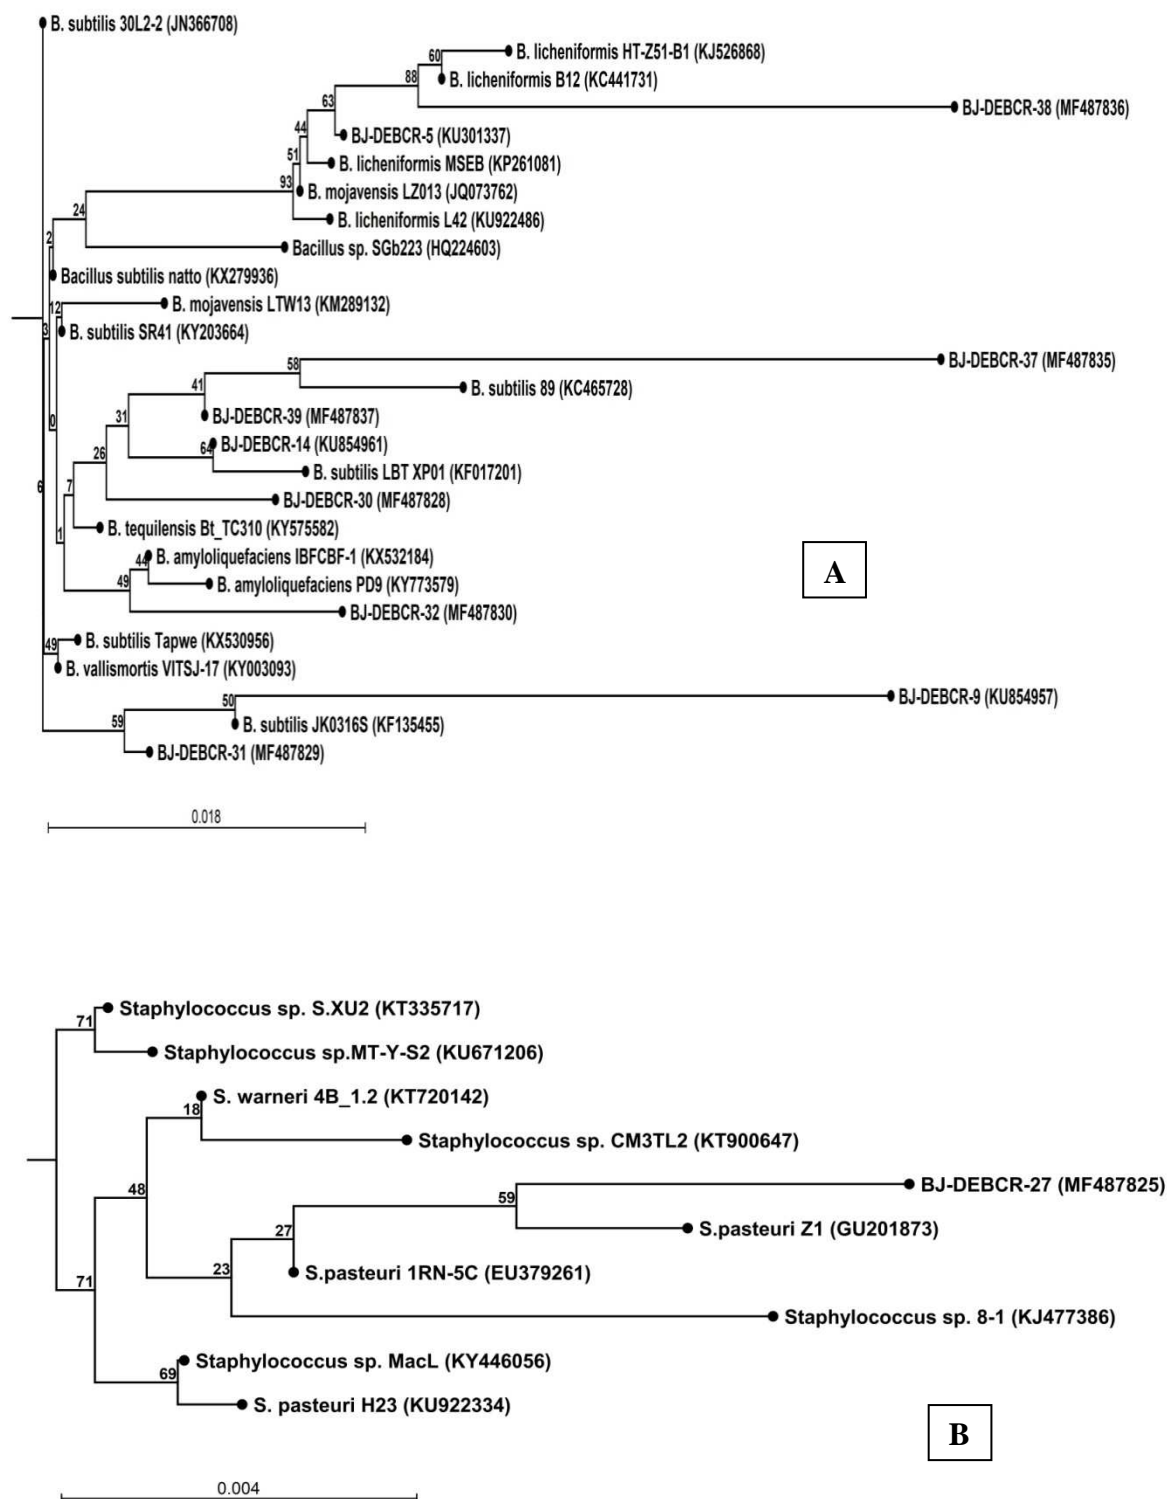 B. subtilis 30L2-2 (JN366708)
60
B. licheniformis HT-Z51-B1 (KJ526868)
88
B. licheniformis B12 (KC441731)
63
BJ-DEBCR-38 (MF487836)
44
BJ-DEBCR-5 (KU301337)
51
B. licheniformis MSEB (KP261081)
93
B. mojavensis LZ013 (JQ073762)
24
B. licheniformis L42 (KU922486)
2
Bacillus sp. SGb223 (HQ224603)
Bacillus subtilis natto (KX279936)
12
B. mojavensis LTW13 (KM289132)
3
B. subtilis SR41 (KY203664)
58
BJ-DEBCR-37 (MF487835)
41
B. subtilis 89 (KC465728)
31
BJ-DEBCR-39 (MF487837)
0
64
BJ-DEBCR-14 (KU854961)
26
B. subtilis LBT XP01 (KF017201)
6
7
BJ-DEBCR-30 (MF487828)
1
B. tequilensis Bt_TC310 (KY575582)
44
B. amyloliquefaciens IBFCBF-1 (KX532184)
49
B. amyloliquefaciens PD9 (KY773579)
BJ-DEBCR-32 (MF487830)
A
49
B. subtilis Tapwe (KX530956)
B. vallismortis VITSJ-17 (KY003093)
50
BJ-DEBCR-9 (KU854957)
59
B. subtilis JK0316S (KF135455)
BJ-DEBCR-31 (MF487829)
0.018
Staphylococcus sp. S.XU2 (KT335717)
71
Staphylococcus sp.MT-Y-S2 (KU671206)
S. warneri 4B_1.2 (KT720142)
18
Staphylococcus sp. CM3TL2 (KT900647)
48
59
BJ-DEBCR-27 (MF487825)
27
S.pasteuri Z1 (GU201873)
23
S.pasteuri 1RN-5C (EU379261)
71
Staphylococcus sp. 8-1 (KJ477386)
Staphylococcus sp. MacL (KY446056)
69
S. pasteuri H23 (KU922334)
B
0.004